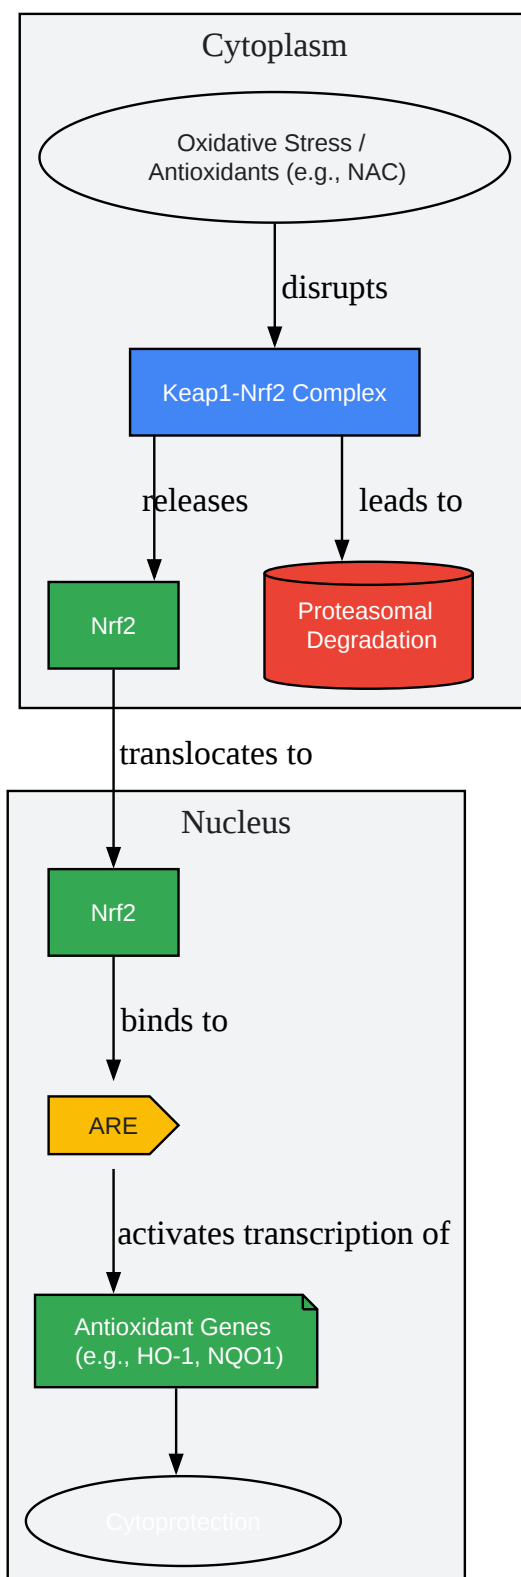 Cytoplasm
Oxidative Stress /
Antioxidants (e.g., NAC)
disrupts
Keap1-Nrf2 Complex
releases
leads to
Nrf2
Proteasomal
Degradation
translocates to
Nucleus
Nrf2
binds to
ARE
activates transcription of
Antioxidant Genes
(e.g., HO-1, NQO1)
Cytoprotection